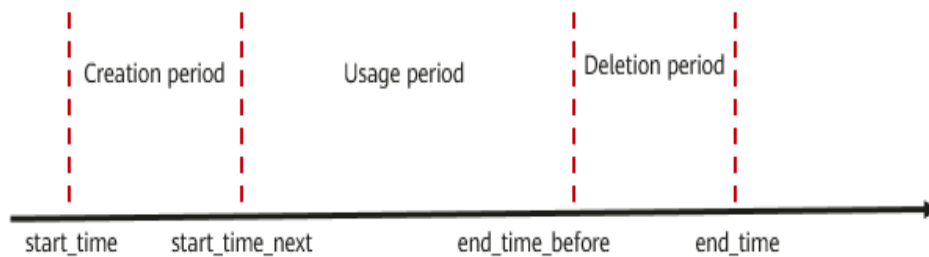 Creation period
Usage period
Deletion period
start_time
start_time_next
end_time_before
end_time